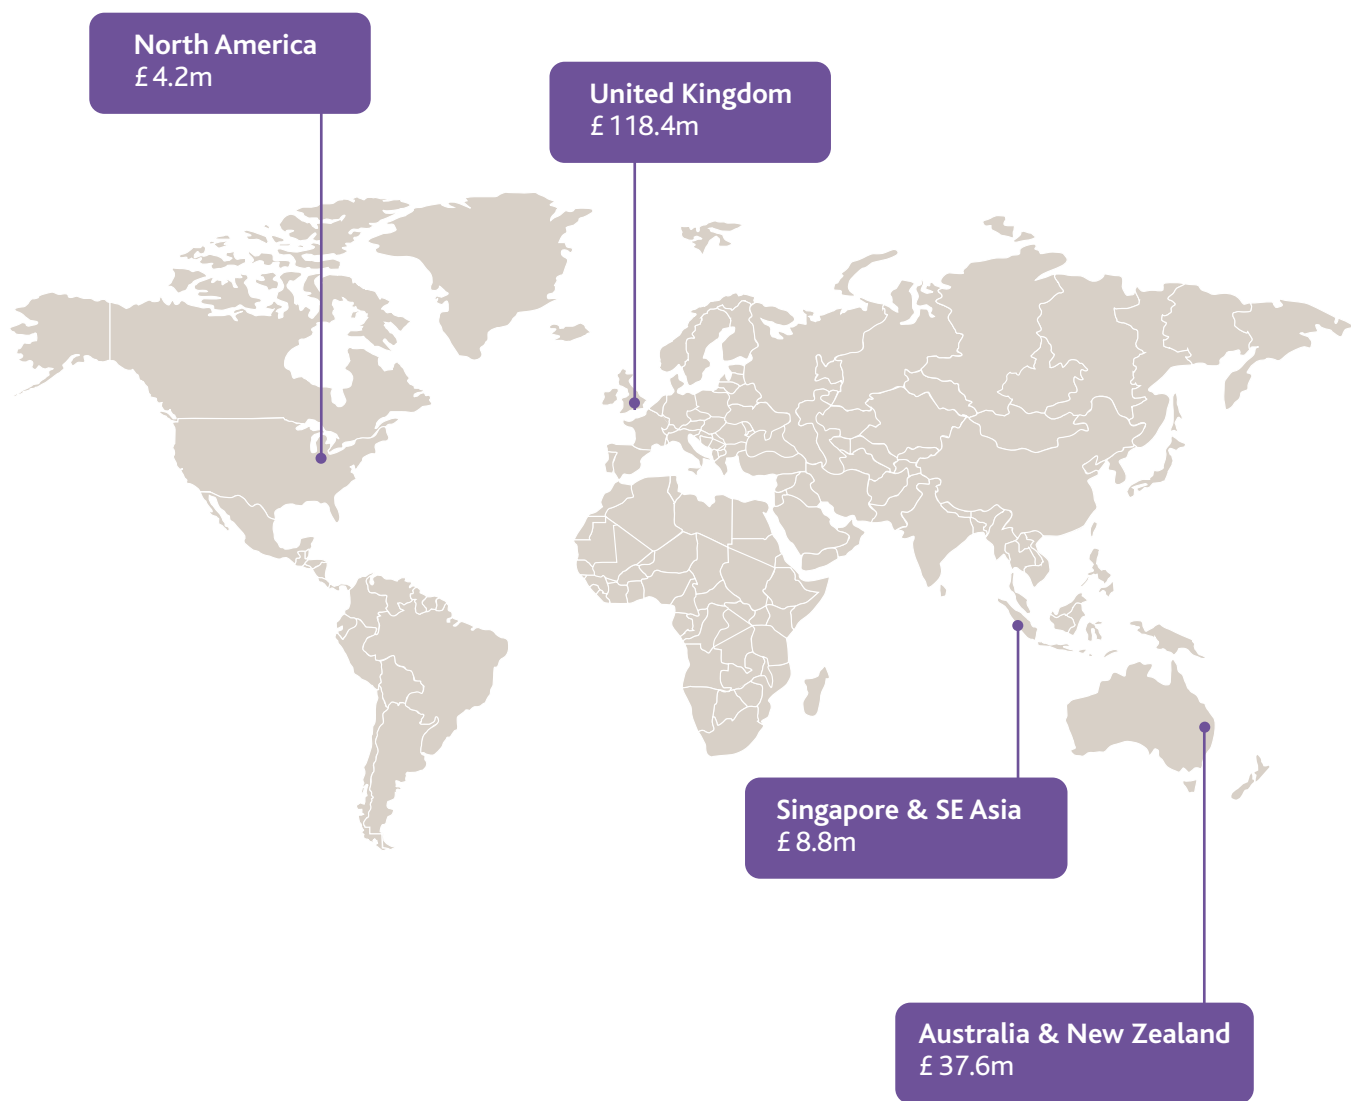 North America
£ 4.2m
United Kingdom
£ 118.4m
Singapore & SE Asia
£ 8.8m
Australia & New Zealand
£ 37.6m